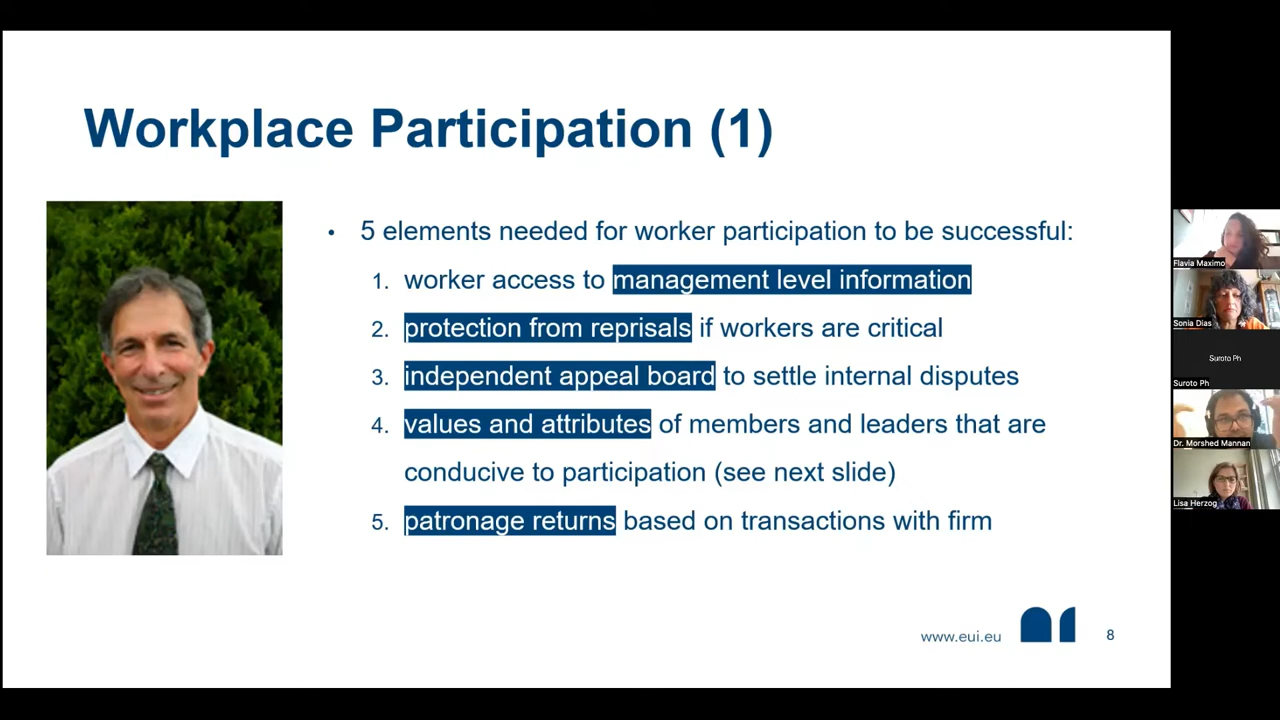 Workplace Participation (1)
• 5 elements needed for worker participation to be successful:
1. worker access to management level information
2. protection from reprisals if workers are critical
3. independent appeal board to settle internal disputes
4. values and attributes of members and leaders that are
conducive to participation (see next slide)
5. patronage returns based on transactions with firm
www.eui.eu
8
Flavia Maximo
Sonia Dias
Suroto Ph
Suroto Ph
Dr. Morshed Mannan
Lisa Herzog